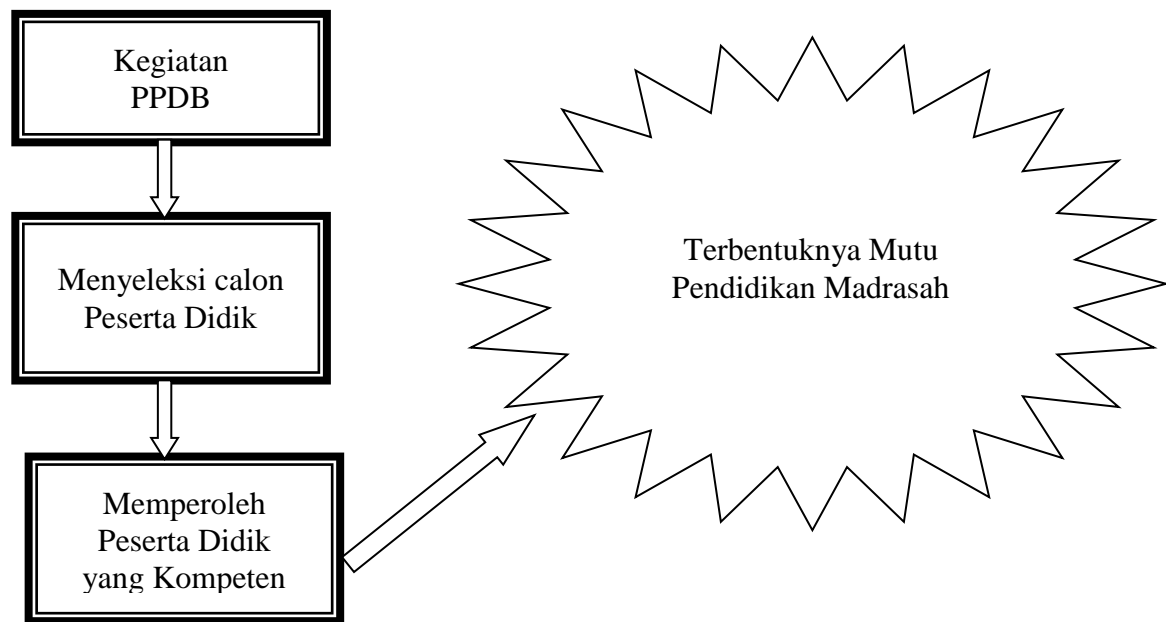 Kegiatan
PPDB
Menyeleksi calon
Peserta Didik
Memperoleh
Peserta Didik
yang Kompeten
Terbentuknya Mutu
Pendidikan Madrasah